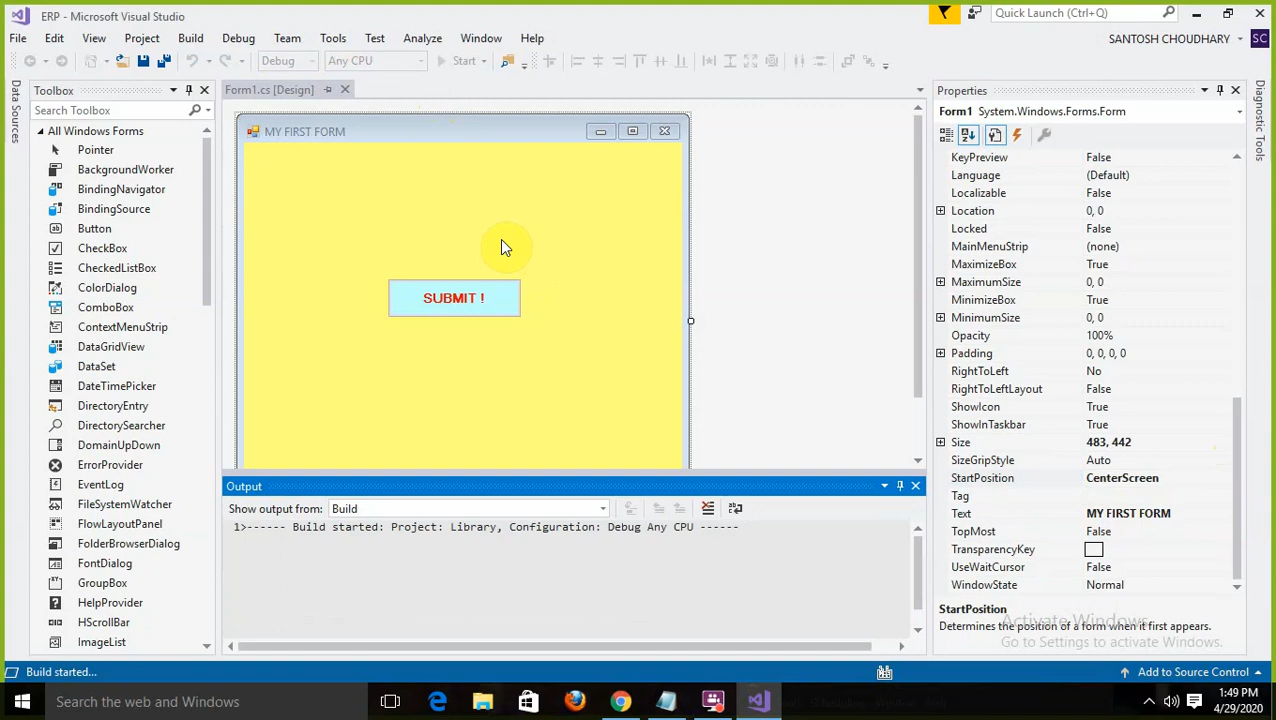 ERP - Microsoft Visual Studio
Quick Launch (Ctrl+Q)
File Edit View Project Build Debug Team Tools Test Analyze Window Help
SANTOSH CHOUDHARY SC
Debug Any CPU Start
Data Sources
Toolbox
Search Toolbox
All Windows Forms
Pointer
BackgroundWorker
BindingNavigator
BindingSource
Button
CheckBox
CheckedListBox
ColorDialog
ComboBox
ContextMenuStrip
DataGridView
DataSet
DateTimePicker
DirectoryEntry
DirectorySearcher
DomainUpDown
ErrorProvider
EventLog
FileSystemWatcher
FlowLayoutPanel
FolderBrowserDialog
FontDialog
GroupBox
HelpProvider
HScrollBar
ImageList
Form1.cs [Design]
MY FIRST FORM
SUBMIT !
Output
Show output from: Build
1>------ Build started: Project: Library, Configuration: Debug Any CPU ------
Properties
Form1 System.Windows.Forms.Form
KeyPreview False
Language (Default)
Localizable False
Location 0, 0
Locked False
MainMenuStrip (none)
MaximizeBox True
MaximumSize 0, 0
MinimizeBox True
MinimumSize 0, 0
Opacity 100%
Padding 0, 0, 0, 0
RightToLeft No
RightToLeftLayout False
ShowIcon True
ShowInTaskbar True
Size 483, 442
SizeGripStyle Auto
StartPosition CenterScreen
Tag
Text MY FIRST FORM
TopMost False
TransparencyKey
UseWaitCursor False
WindowState Normal
StartPosition
Determines the position of a form when if first appears.
Activate Windows
Go to Settings to activate Windows.
Diagnostic Tools
Build started...
Add to Source Control
Search the web and Windows
1:49 PM
4/29/2020